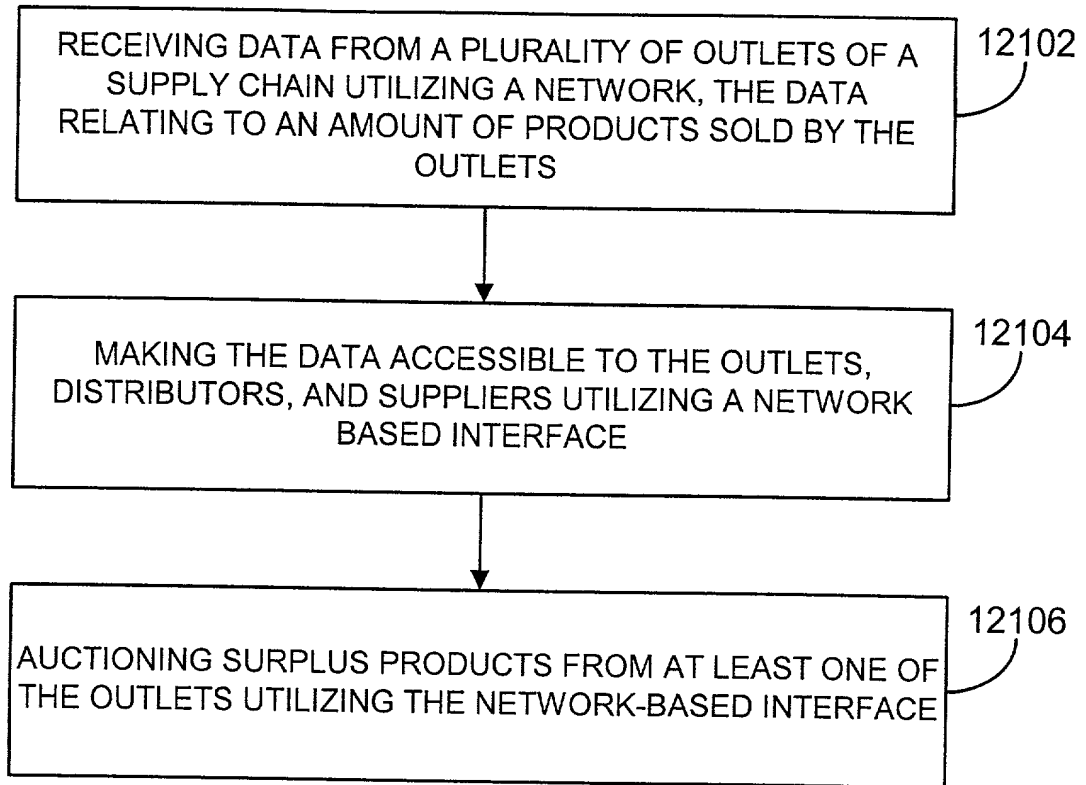 RECEIVING DATA FROM A PLURALITY OF OUTLETS OF A
SUPPLY CHAIN UTILIZING A NETWORK, THE DATA
RELATING TO AN AMOUNT OF PRODUCTS SOLD BY THE
OUTLETS
12102
MAKING THE DATA ACCESSIBLE TO THE OUTLETS,
DISTRIBUTORS, AND SUPPLIERS UTILIZING A NETWORK
BASED INTERFACE
12104
AUCTIONING SURPLUS PRODUCTS FROM AT LEAST ONE OF
THE OUTLETS UTILIZING THE NETWORK-BASED INTERFACE
12106